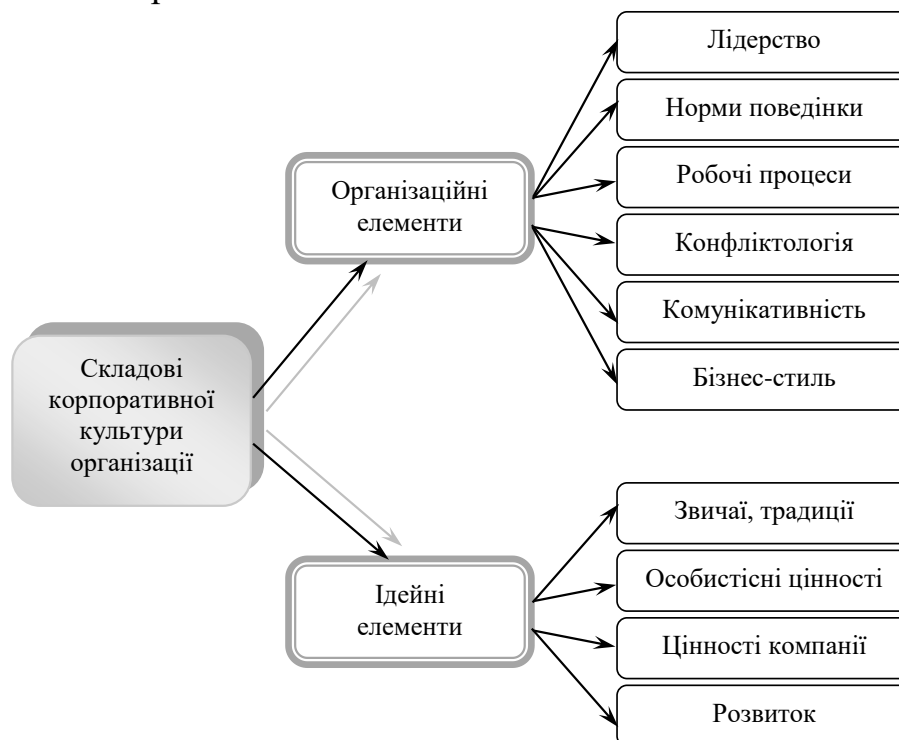 Складові
корпоративної
культури
організації
Організаційні
елементи
Лідерство
Норми поведінки
Робочі процеси
Конфліктологія
Комунікативність
Бізнес-стиль
Ідейні
елементи
Звичаї, традиції
Особистісні цінності
Цінності компанії
Розвиток